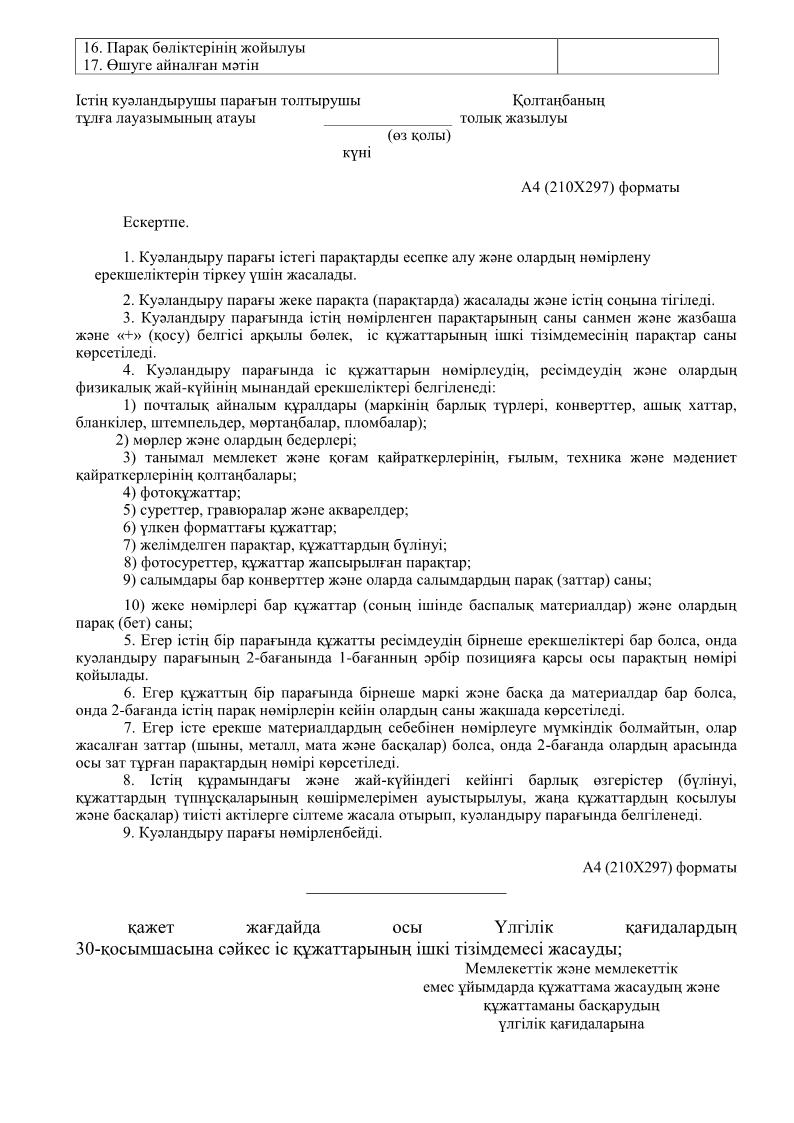 16. Парақ бөліктерінің жойылуы
17. Өшуге айналған мәтін
Істің куәландырушы парағын толтырушы Қолтаңбаның
тұлға лауазымының атауы ________________ толық жазылуы
(өз қолы)
күні
А4 (210Х297) форматы
Ескертпе.
1. Куәландыру парағы істегі парақтарды есепке алу және олардың нөмірлену
ерекшеліктерін тіркеу үшін жасалады.
2. Куәландыру парағы жеке парақта (парақтарда) жасалады және істің соңына тігіледі.
3. Куәландыру парағында істің нөмірленген парақтарының саны санмен және жазбаша
және «+» (қосу) белгісі арқылы бөлек, іс құжаттарының ішкі тізімдемесінің парақтар саны
көрсетіледі.
4. Куәландыру парағында іс құжаттарын нөмірлеудің, ресімдеудің және олардың
физикалық жай-күйінің мынандай ерекшеліктері белгіленеді:
1) почталық айналым құралдары (маркінің барлық түрлері, конверттер, ашық хаттар,
бланкілер, штемпельдер, мөртаңбалар, пломбалар);
2) мөрлер және олардың бедерлері;
3) танымал мемлекет және қоғам қайраткерлерінің, ғылым, техника және мәдениет
қайраткерлерінің қолтаңбалары;
4) фотоқұжаттар;
5) суреттер, гравюралар және акварелдер;
6) үлкен форматтағы құжаттар;
7) желімделген парақтар, құжаттардың бүлінуі;
8) фотосуреттер, құжаттар жапсырылған парақтар;
9) салымдары бар конверттер және оларда салымдардың парақ (заттар) саны;
10) жеке нөмірлері бар құжаттар (соның ішінде баспалық материалдар) және олардың
парақ (бет) саны;
5. Егер істің бір парағында құжатты ресімдеудің бірнеше ерекшеліктері бар болса, онда
куәландыру парағының 2-бағанында 1-бағанның әрбір позицияға қарсы осы парақтың нөмірі
қойылады.
6. Егер құжаттың бір парағында бірнеше маркі және басқа да материалдар бар болса,
онда 2-бағанда істің парақ нөмірлерін кейін олардың саны жақшада көрсетіледі.
7. Егер істе ерекше материалдардың себебінен нөмірлеуге мүмкіндік болмайтын, олар
жасалған заттар (шыны, металл, мата және басқалар) болса, онда 2-бағанда олардың арасында
осы зат тұрған парақтардың нөмірі көрсетіледі.
8. Істің құрамындағы және жай-күйіндегі кейінгі барлық өзгерістер (бүлінуі,
құжаттардың түпнұсқаларының көшірмелерімен ауыстырылуы, жаңа құжаттардың қосылуы
және басқалар) тиісті актілерге сілтеме жасала отырып, куәландыру парағында белгіленеді.
9. Куәландыру парағы нөмірленбейді.
А4 (210Х297) форматы
_________________________
қажет жағдайда осы Үлгілік қағидалардың
30-қосымшасына сәйкес іс құжаттарының ішкі тізімдемесі жасауды;
Мемлекеттік және мемлекеттік
емес ұйымдарда құжаттама жасаудың және
құжаттаманы басқарудың
үлгілік қағидаларына